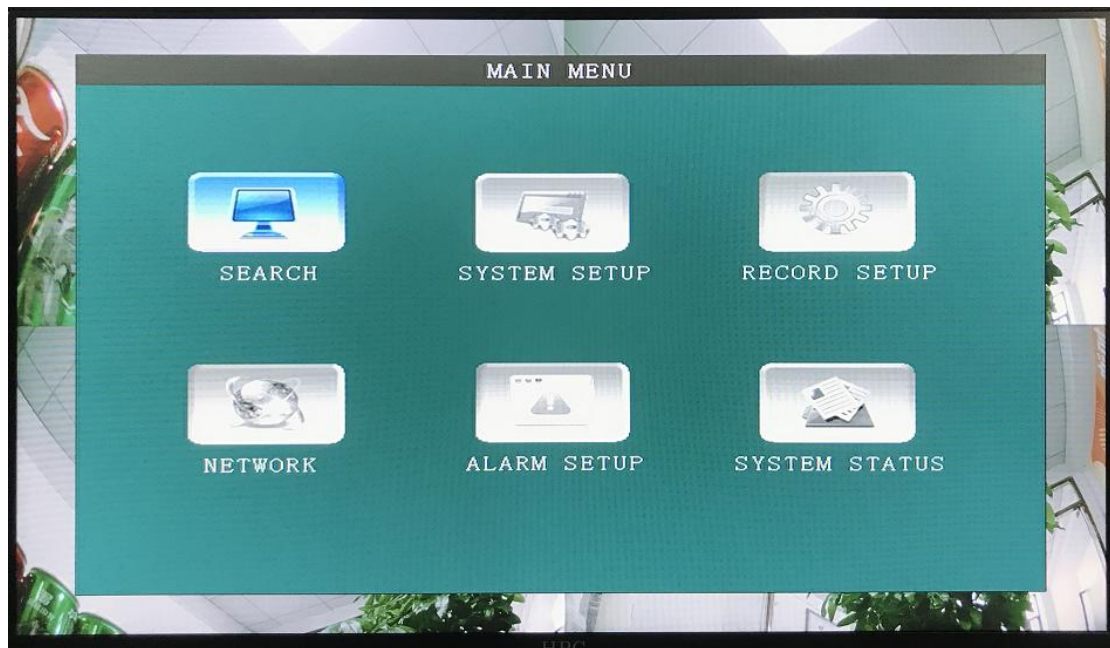 MAIN MENU
SEARCH
SYSTEM SETUP
RECORD SETUP
NETWORK
ALARM SETUP
SYSTEM STATUS